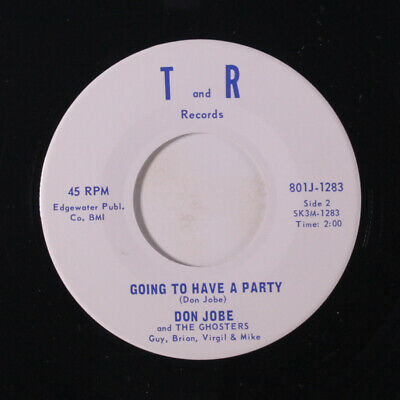 T and R
Records
45 RPM
Edgewater Publ.
Co. BMI
801J-1283
Side 2
SK3M-1283
Time: 2:00
GOING TO HAVE A PARTY
(Don Jobe)
DON JOBE
and THE GHOSTERS
Guy, Brian, Virgil & Mike